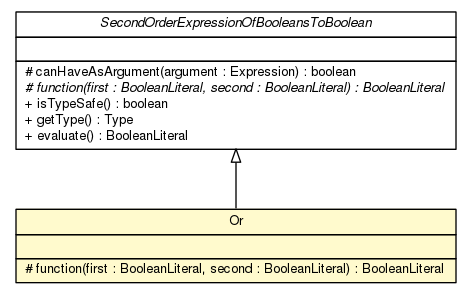 SecondOrderExpressionOfBooleansToBoolean
# canHaveAsArgument(argument : Expression) : boolean
# function(first : BooleanLiteral, second : BooleanLiteral) : BooleanLiteral
+ isTypeSafe() : boolean
+ getType() : Type
+ evaluate() : BooleanLiteral
Or
# function(first : BooleanLiteral, second : BooleanLiteral) : BooleanLiteral